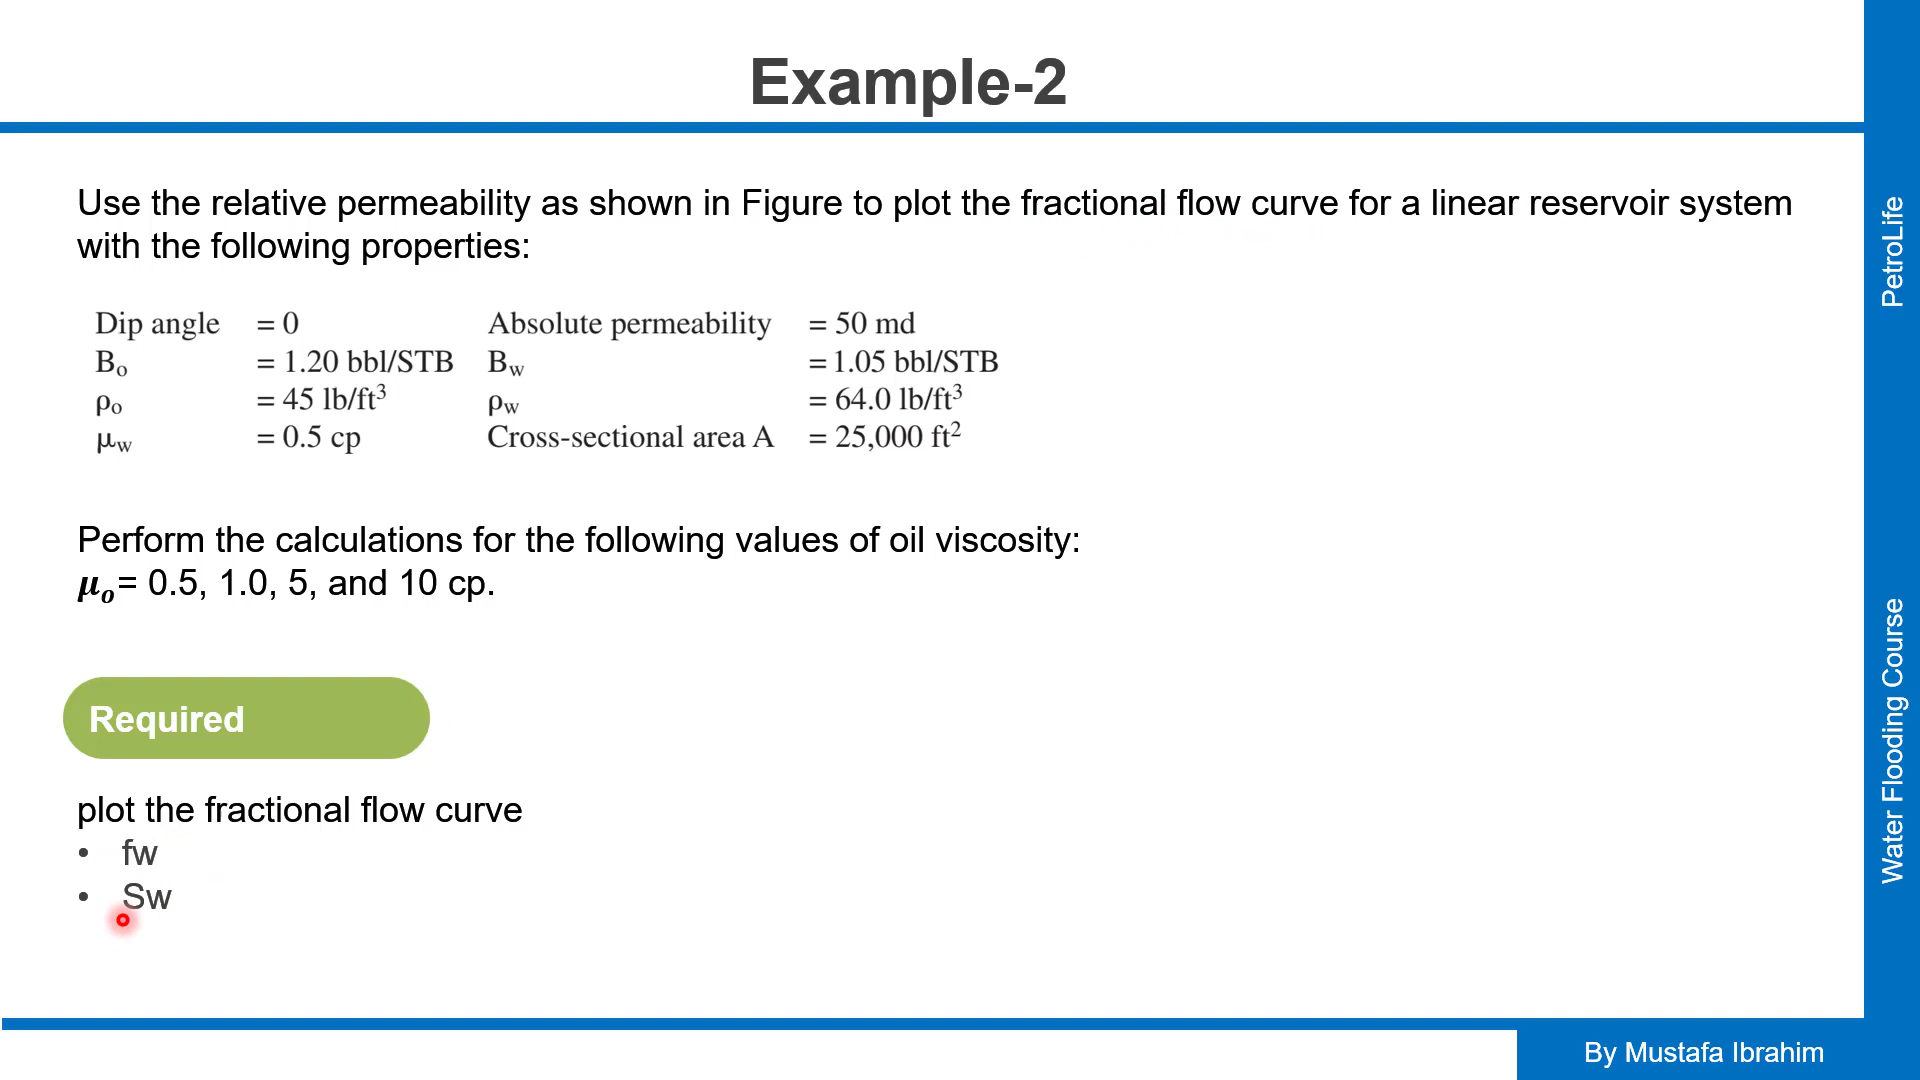 Example-2
Use the relative permeability as shown in Figure to plot the fractional flow curve for a linear reservoir system
with the following properties:
Dip angle = 0 Absolute permeability = 50 md
Bo = 1.20 bbl/STB Bw = 1.05 bbl/STB
ρo = 45 lb/ft³ ρw = 64.0 lb/ft³
μw = 0.5 cp Cross-sectional area A = 25,000 ft²
Perform the calculations for the following values of oil viscosity:
μo= 0.5, 1.0, 5, and 10 cp.
Required
plot the fractional flow curve
• fw
• Sw
PetroLife
Water Flooding Course
By Mustafa Ibrahim